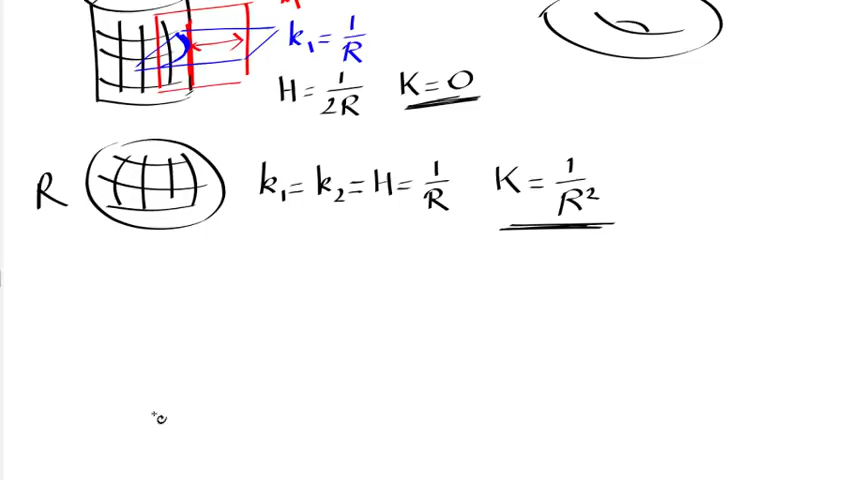 k₁ = 1/R
H = 1/2R K = 0
R k₁ = k₂ = H = 1/R K = 1/R²